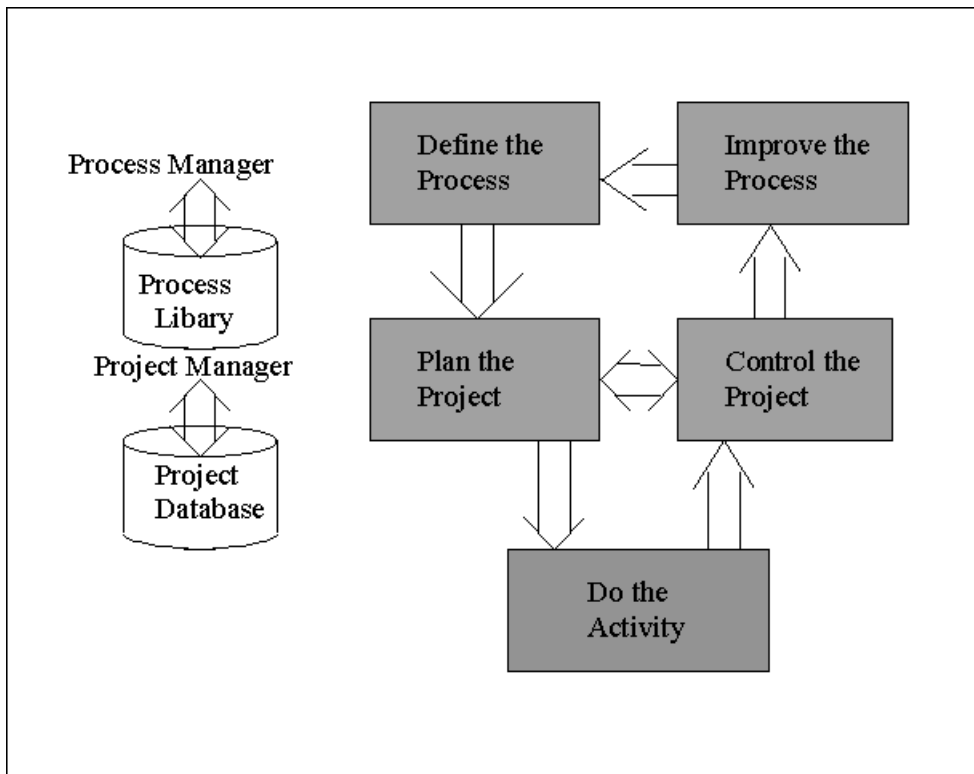 Process Manager
Process
Libary
Project Manager
Project
Database
Define the
Process
Improve the
Process
Plan the
Project
Control the
Project
Do the
Activity